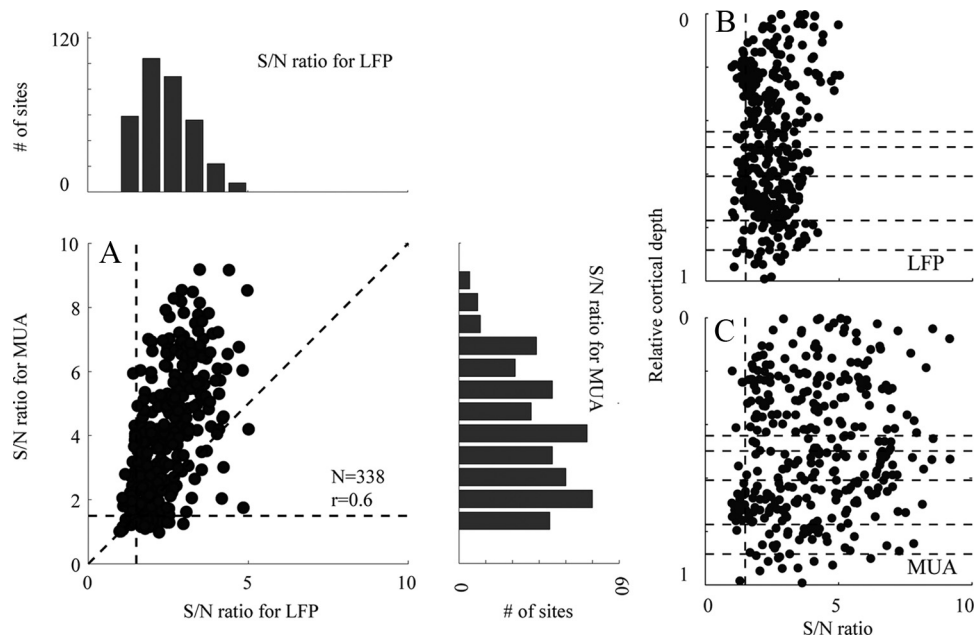 120
S/N ratio for LFP
# of sites
0
A
10
8
6
4
2
0
S/N ratio for MUA
N=338
r=0.6
0
5
10
S/N ratio for LFP
S/N ratio for MUA
0
69
# of sites
B
0
LFP
1
Relative cortical depth
C
0
MUA
1
0
5
10
S/N ratio